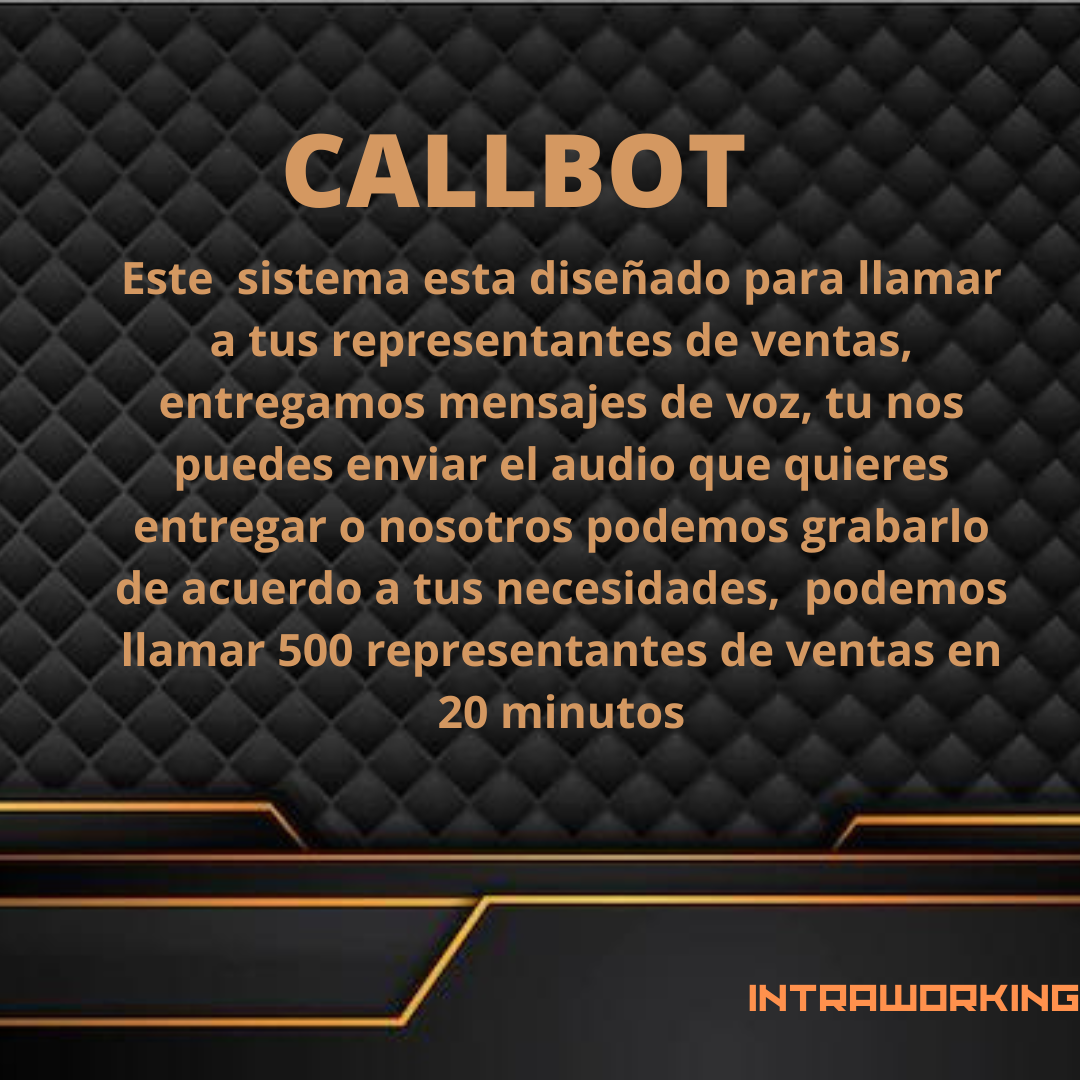 CALLBOT
Este  sistema esta diseñado para llamar
a tus representantes de ventas,
entregamos mensajes de voz, tu nos
puedes enviar el audio que quieres
entregar o nosotros podemos grabarlo
de acuerdo a tus necesidades,  podemos
llamar 500 representantes de ventas en
20 minutos
INTRAWORKING